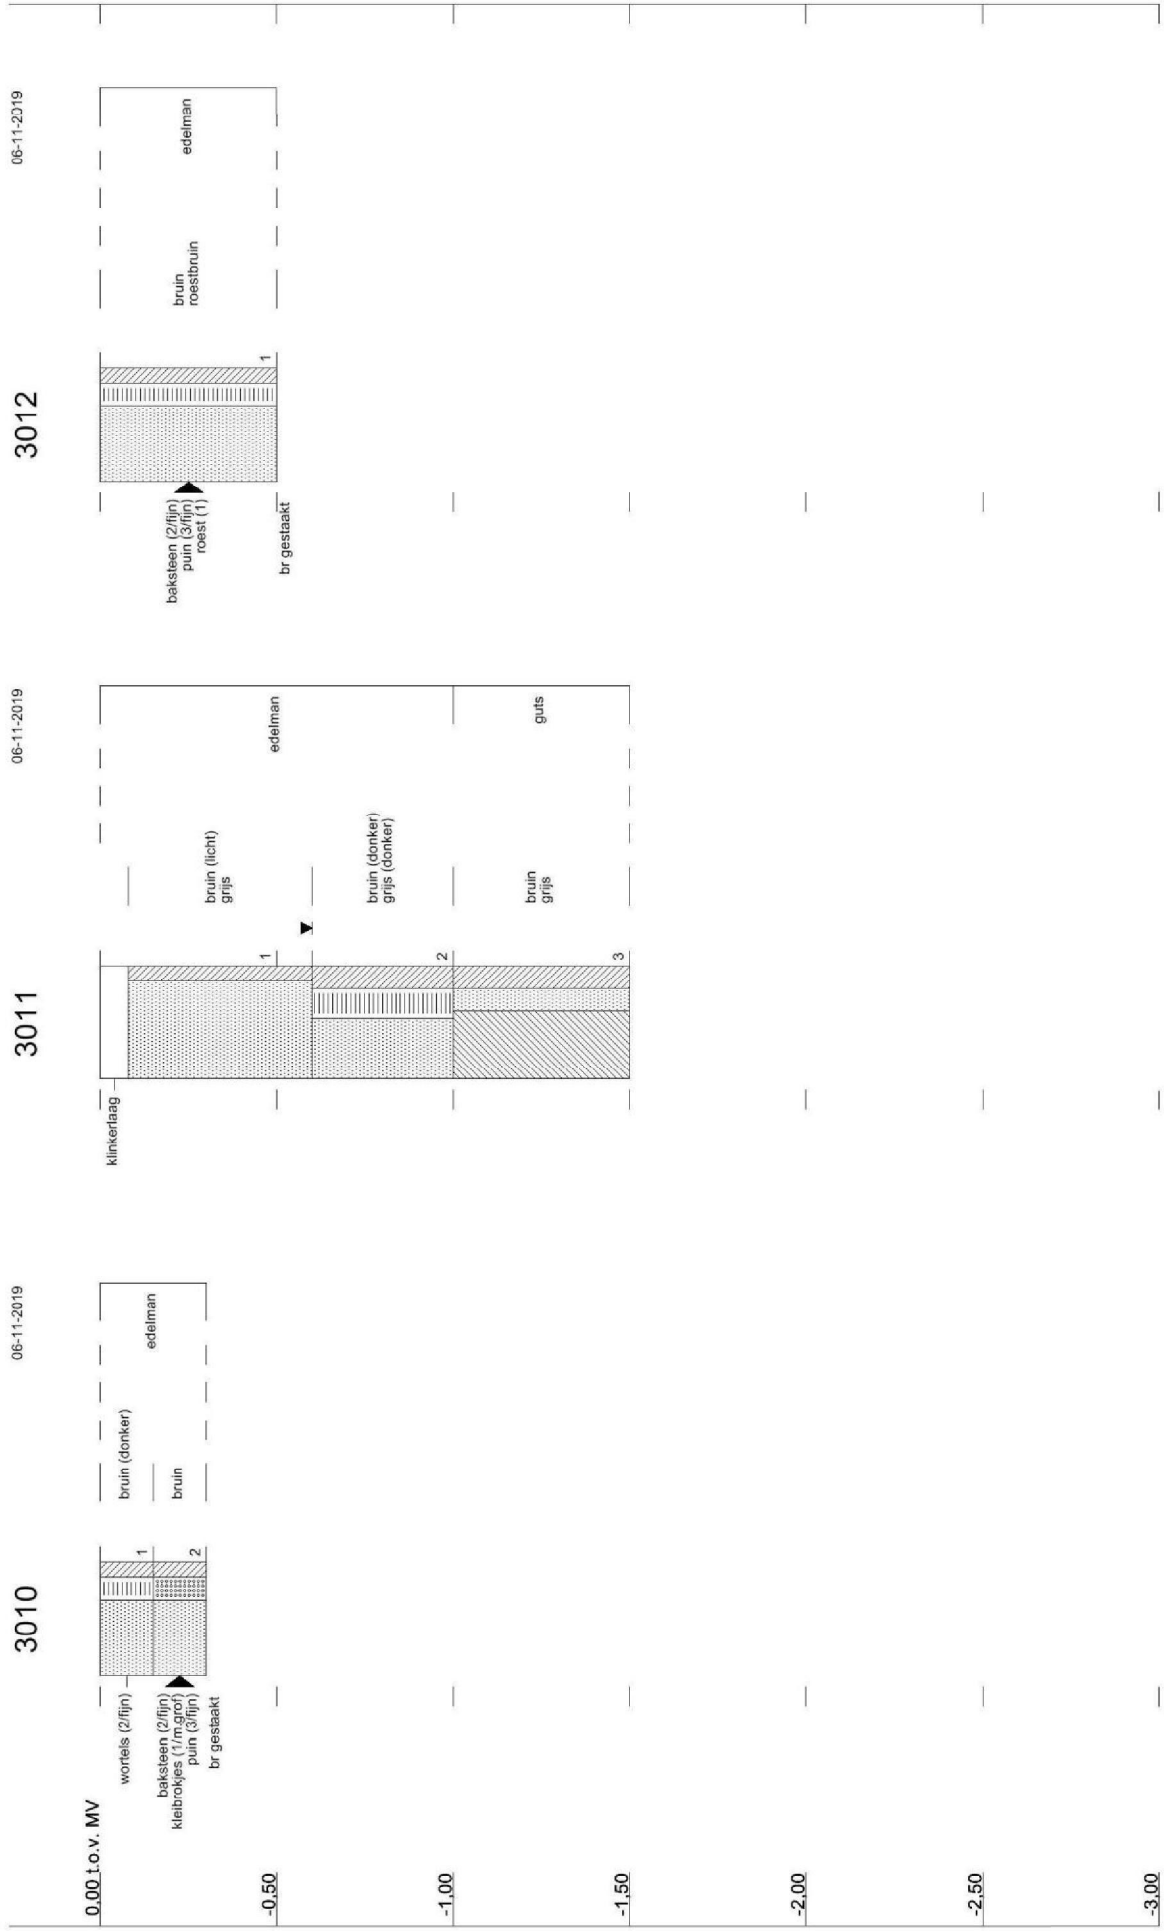 3010
06-11-2019
0,00 t.o.v. MV
wortels (2/fijn)
1
bruin (donker)
edelman
baksteen (2/fijn)
kleibrokjes (1/m.grof)
puin (3/fijn)
2
bruin
br gestaakt
3011
06-11-2019
klinkerlaag
1
bruin (licht)
grijs
edelman
2
bruin (donker)
grijs (donker)
3
bruin
grijs
guts
3012
06-11-2019
baksteen (2/fijn)
puin (3/fijn)
roest (1)
1
bruin
roestbruin
edelman
br gestaakt
-0,50
-1,00
-1,50
-2,00
-2,50
-3,00